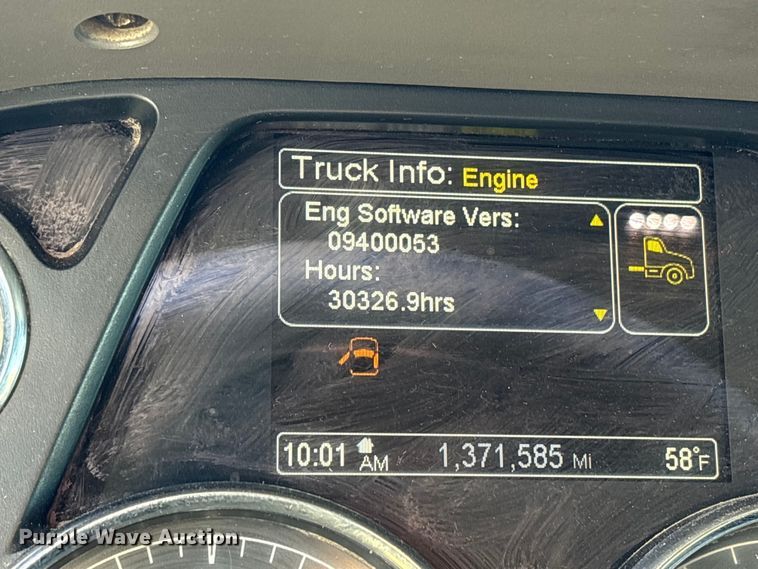 Truck Info: Engine
Eng Software Vers:
09400053
Hours:
30326.9hrs
10:01 AM 1,371,585 Mi 58°F
Purple Wave Auction